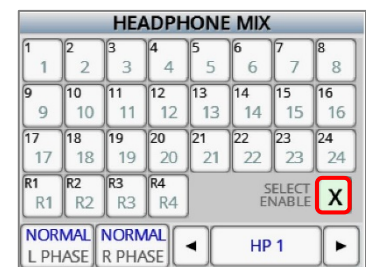 HEADPHONE MIX
1 2 3 4 5 6 7 8
1 2 3 4 5 6 7 8
9 10 11 12 13 14 15 16
9 10 11 12 13 14 15 16
17 18 19 20 21 22 23 24
17 18 19 20 21 22 23 24
R1 R2 R3 R4
R1 R2 R3 R4
SELECT
ENABLE X
NORMAL NORMAL
L PHASE R PHASE
◄ HP 1 ►